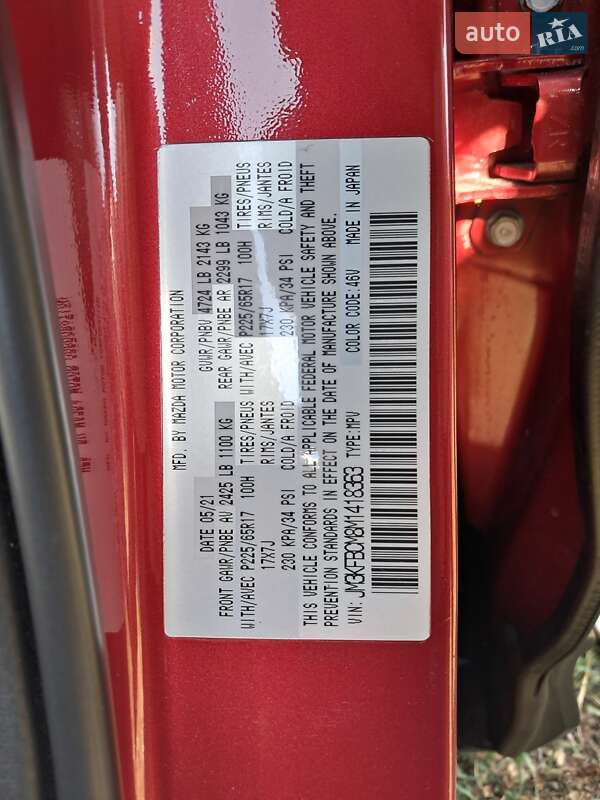 auto RIA.com
MFD. BY MAZDA MOTOR CORPORATION
DATE 05/21 GVWR/PNBV 4724 LB 2143 KG
FRONT GAWR/PNBE AV 2425 LB 1100 KG REAR GAWR/PNBE AR 2299 LB 1043 KG
WITH/AVEC P225/65R17 100H TIRES/PNEUS WITH/AVEC P225/65R17 100H TIRES/PNEUS
17X7J RIMS/JANTES 17X7J RIMS/JANTES
230 KPA/34 PSI COLD/A FROID 230 KPA/34 PSI COLD/A FROID
THIS VEHICLE CONFORMS TO ALL APPLICABLE FEDERAL MOTOR VEHICLE SAFETY AND THEFT
PREVENTION STANDARDS IN EFFECT ON THE DATE OF MANUFACTURE SHOWN ABOVE.
VIN: JM3KFBCM8M1418363 TYPE:MPV COLOR CODE:46V MADE IN JAPAN